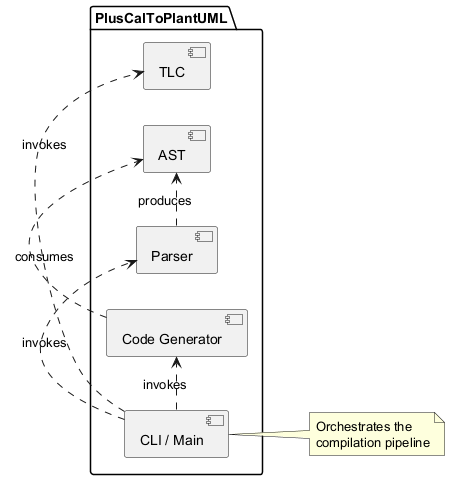 PlusCalToPlantUML
TLC
invokes
AST
produces
Parser
consumes
Code Generator
invokes
invokes
CLI / Main
Orchestrates the
compilation pipeline